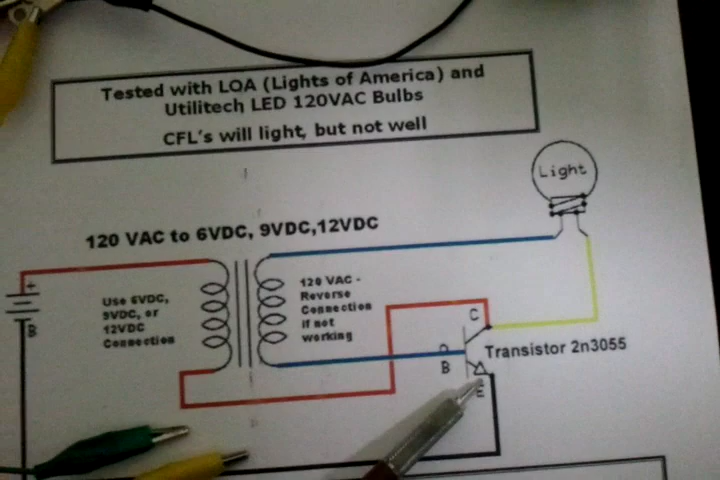 Tested with LOA (Lights of America) and
Utilitech LED 120VAC Bulbs
CFL's will light, but not well
Light
120 VAC to 6VDC, 9VDC,12VDC
+
Use 6VDC,
9VDC, or
12VDC
Connection
B
120 VAC -
Reverse
Connection
if not
working
C
B
E
Transistor 2n3055